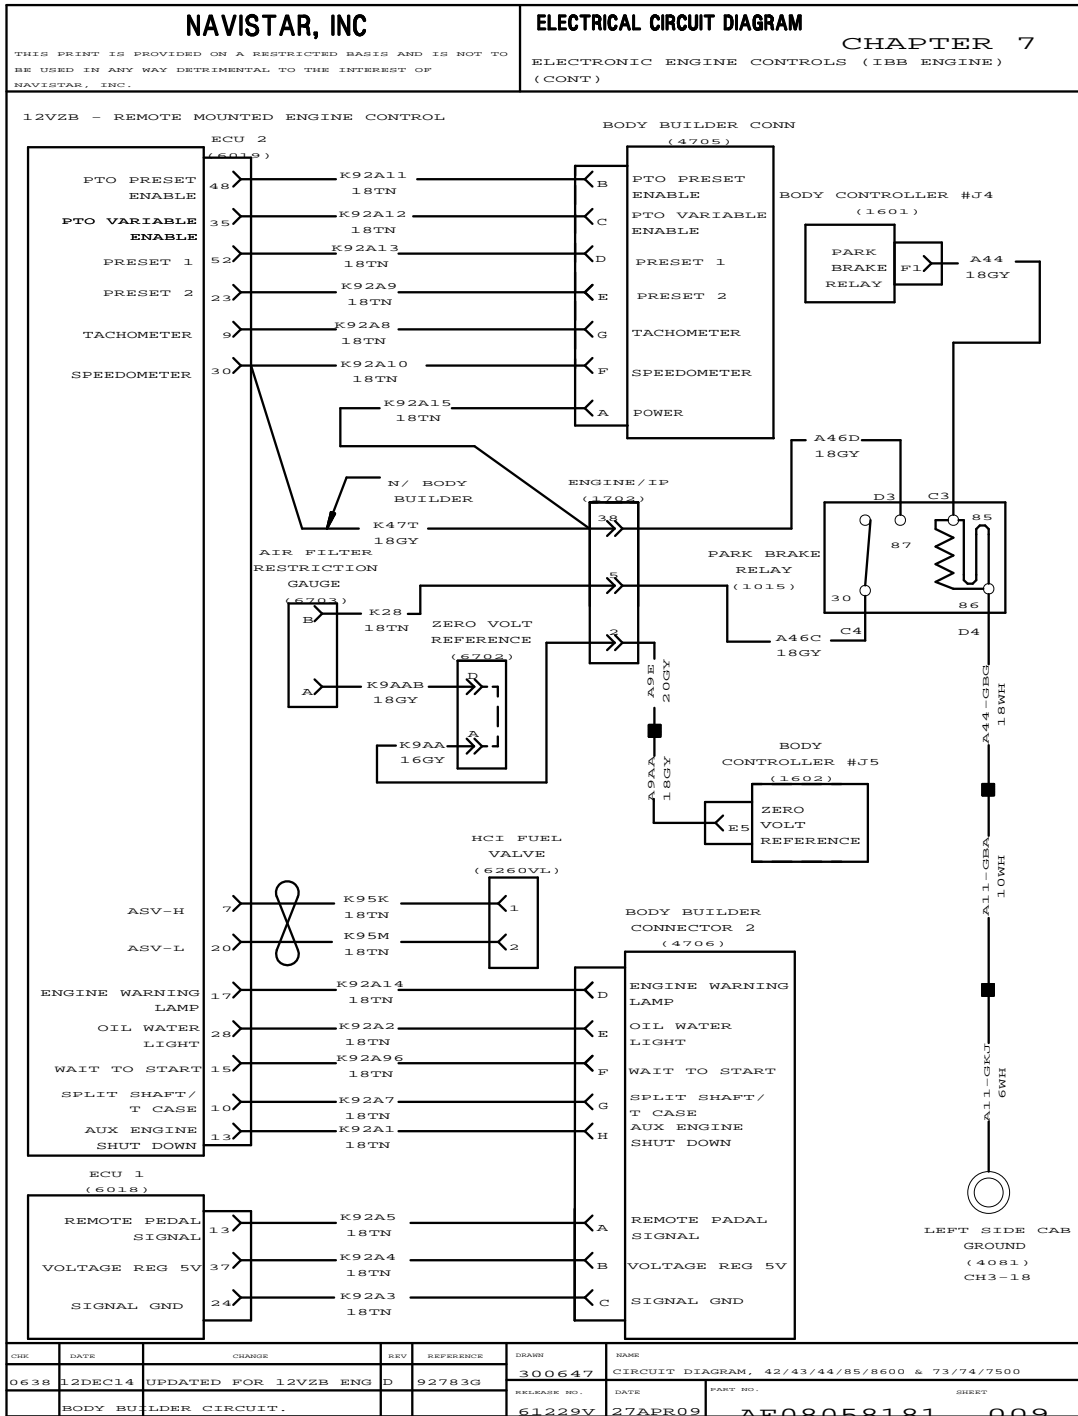 NAVISTAR, INC
THIS PRINT IS PROVIDED ON A RESTRICTED BASIS AND IS NOT TO
BE USED IN ANY WAY DETRIMENTAL TO THE INTEREST OF
NAVISTAR, INC.
ELECTRICAL CIRCUIT DIAGRAM
CHAPTER 7
ELECTRONIC ENGINE CONTROLS (IBB ENGINE)
(CONT)
12VZB - REMOTE MOUNTED ENGINE CONTROL
ECU 2
(6019)
PTO PRESET
ENABLE
48
PTO VARIABLE
ENABLE
35
PRESET 1
52
PRESET 2
23
TACHOMETER
9
SPEEDOMETER
30
K92A11
18TN
K92A12
18TN
K92A13
18TN
K92A9
18TN
K92A8
18TN
K92A10
18TN
K92A15
18TN
BODY BUILDER CONN
(4705)
B
PTO PRESET
ENABLE
C
PTO VARIABLE
ENABLE
D
PRESET 1
E
PRESET 2
G
TACHOMETER
F
SPEEDOMETER
A
POWER
BODY CONTROLLER #J4
(1601)
PARK
BRAKE
RELAY
F1
A44
18GY
A46D
18GY
N/ BODY
BUILDER
K47T
18GY
ENGINE/IP
(1702)
38
5
2
AIR FILTER
RESTRICTION
GAUGE
(6703)
B
A
K28
18TN
K9AAB
18GY
ZERO VOLT
REFERENCE
(6702)
D
A
K9AA
16GY
PARK BRAKE
RELAY
(1015)
D3
C3
85
87
30
86
C4
D4
A46C
18GY
A9E
20GY
A9AA
18GY
A44-GBG
18WH
A11-GBA
10WH
A11-GKJ
6WH
BODY
CONTROLLER #J5
(1602)
E5
ZERO
VOLT
REFERENCE
HCI FUEL
VALVE
(6260VL)
1
2
ASV-H
7
K95K
18TN
ASV-L
20
K95M
18TN
ENGINE WARNING
LAMP
17
OIL WATER
LIGHT
28
WAIT TO START
15
SPLIT SHAFT/
T CASE
10
AUX ENGINE
SHUT DOWN
13
K92A14
18TN
K92A2
18TN
K92A96
18TN
K92A7
18TN
K92A1
18TN
BODY BUILDER
CONNECTOR 2
(4706)
D
ENGINE WARNING
LAMP
E
OIL WATER
LIGHT
F
WAIT TO START
G
SPLIT SHAFT/
T CASE
H
AUX ENGINE
SHUT DOWN
ECU 1
(6018)
REMOTE PEDAL
SIGNAL
13
VOLTAGE REG 5V
37
SIGNAL GND
24
K92A5
18TN
K92A4
18TN
K92A3
18TN
A
REMOTE PADAL
SIGNAL
B
VOLTAGE REG 5V
C
SIGNAL GND
LEFT SIDE CAB
GROUND
(4081)
CH3-18
CHK DATE CHANGE REV REFERENCE
0638 12DEC14 UPDATED FOR 12VZB ENG D 92783G
BODY BUILDER CIRCUIT.
DRAWN
300647
NAME
CIRCUIT DIAGRAM, 42/43/44/85/8600 & 73/74/7500
RELEASE NO.
61229V
DATE
27APR09
PART NO.
AF08058181
SHEET
009